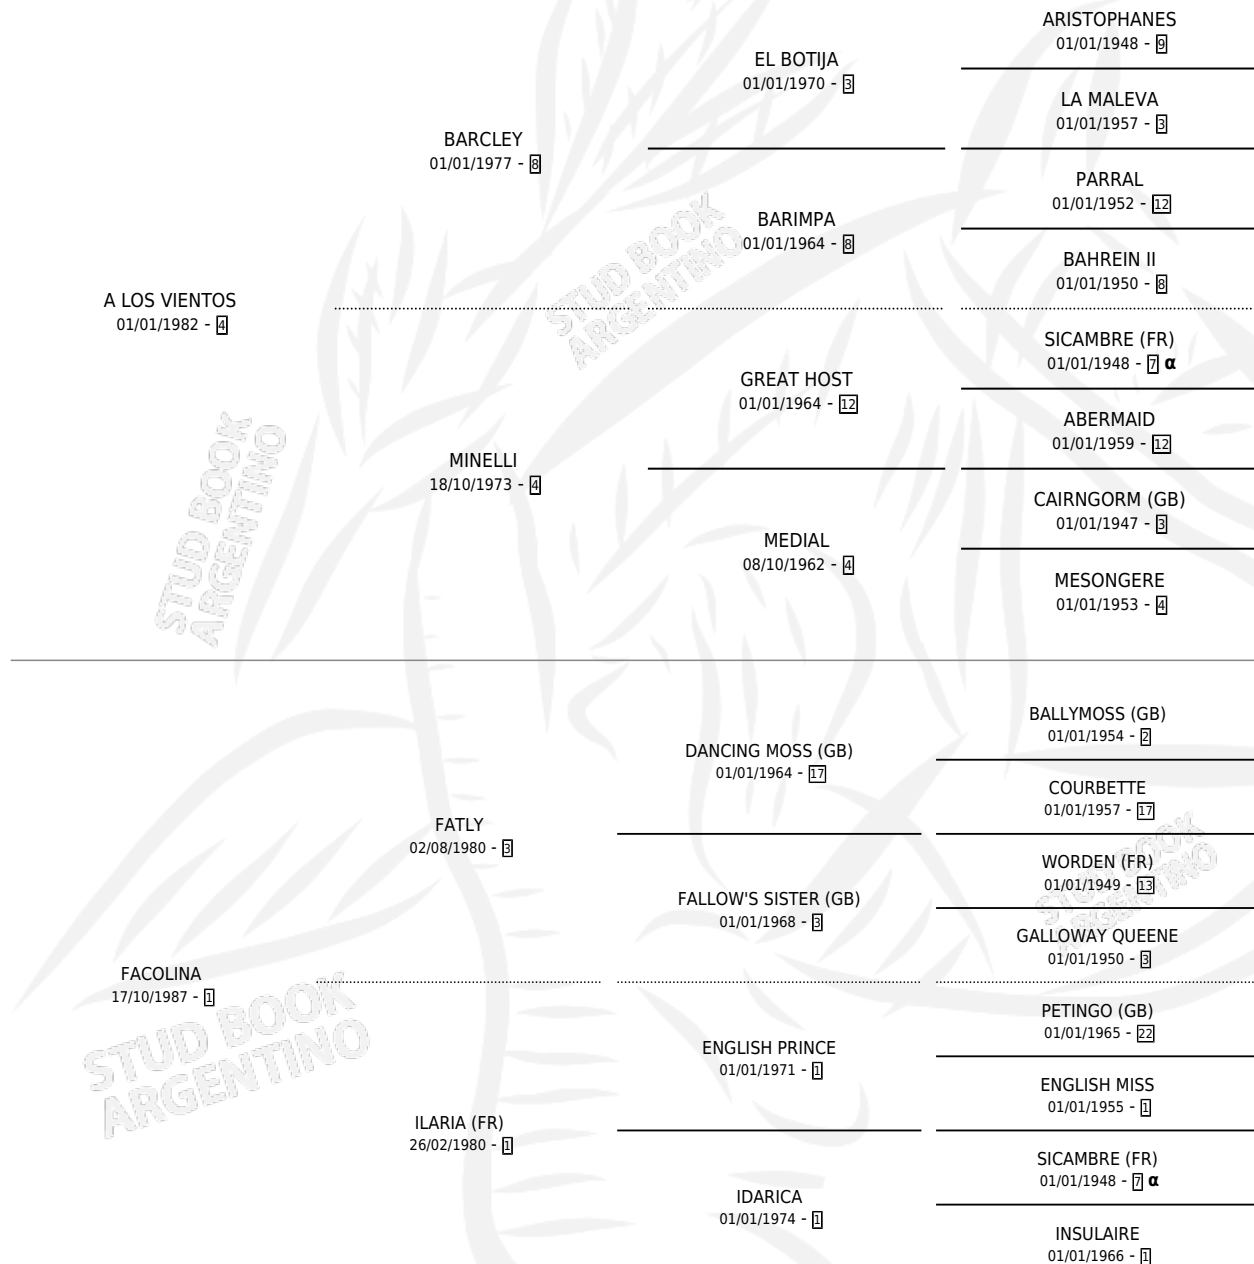 ARISTOPHANES
01/01/1948 - 9
EL BOTIJA
01/01/1970 - 3
LA MALEVA
01/01/1957 - 3
BARCLEY
01/01/1977 - 8
PARRAL
01/01/1952 - 12
BARIMPA
01/01/1964 - 8
BAHREIN II
01/01/1950 - 8
A LOS VIENTOS
01/01/1982 - 4
SICAMBRE (FR)
01/01/1948 - 7 α
GREAT HOST
01/01/1964 - 12
ABERMAID
01/01/1959 - 12
MINELLI
18/10/1973 - 4
CAIRNGORM (GB)
01/01/1947 - 3
MEDIAL
08/10/1962 - 4
MESONGERE
01/01/1953 - 4
BALLYMOSS (GB)
01/01/1954 - 2
DANCING MOSS (GB)
01/01/1964 - 17
COURBETTE
01/01/1957 - 17
FATLY
02/08/1980 - 3
WORDEN (FR)
01/01/1949 - 13
FALLOW'S SISTER (GB)
01/01/1968 - 3
GALLOWAY QUEENE
01/01/1950 - 3
FACOLINA
17/10/1987 - 1
PETINGO (GB)
01/01/1965 - 22
ENGLISH PRINCE
01/01/1971 - 1
ENGLISH MISS
01/01/1955 - 1
ILARIA (FR)
26/02/1980 - 1
SICAMBRE (FR)
01/01/1948 - 7 α
IDARICA
01/01/1974 - 1
INSULAIRE
01/01/1966 - 1
STUD BOOK
ARGENTINO
STUD BOOK
ARGENTINO
STUD BOOK
ARGENTINO
STUD BOOK
ARGENTINO